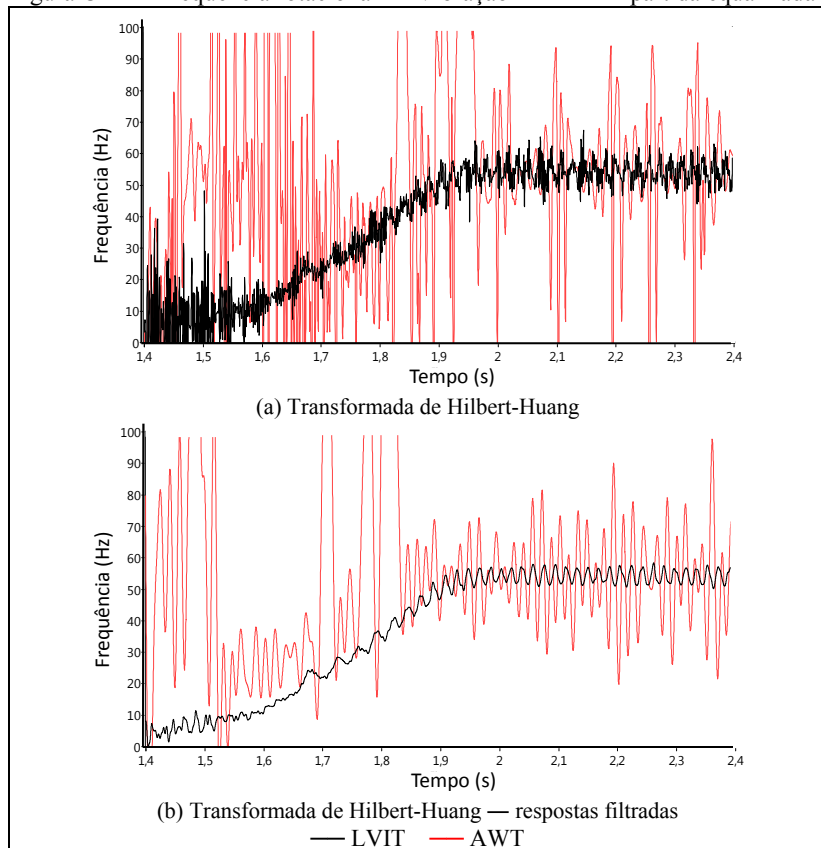 100
90
80
70
60
50
40
30
20
10
0
Frequência (Hz)
1,4 1,5 1,6 1,7 1,8 1,9 2 2,1 2,2 2,3 2,4
Tempo (s)
(a) Transformada de Hilbert-Huang
100
90
80
70
60
50
40
30
20
10
0
Frequência (Hz)
1,4 1,5 1,6 1,7 1,8 1,9 2 2,1 2,2 2,3 2,4
Tempo (s)
(b) Transformada de Hilbert-Huang — respostas filtradas
LVIT AWT